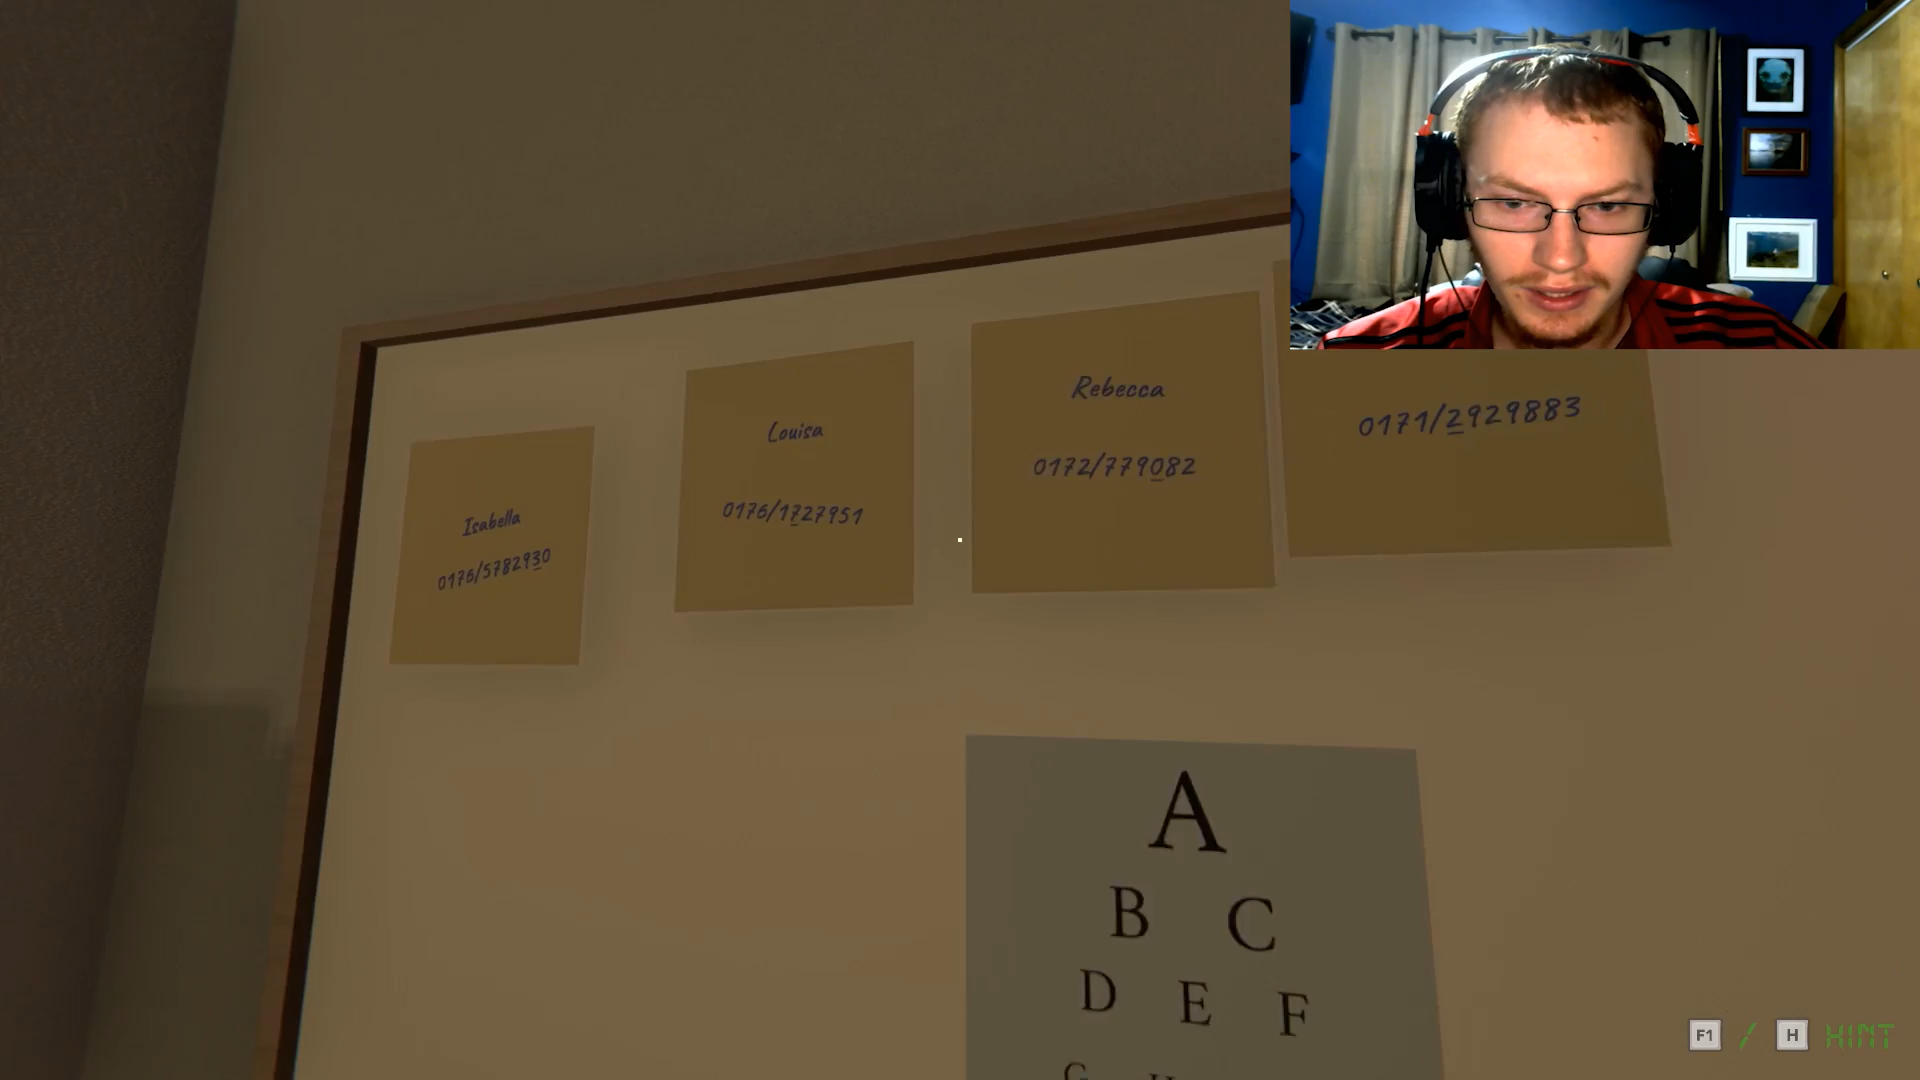 Isabella
0176/5782930
Louisa
0176/1727951
Rebecca
0172/779082
0171/2929883
A
B C
D E F
F1 / H HINT